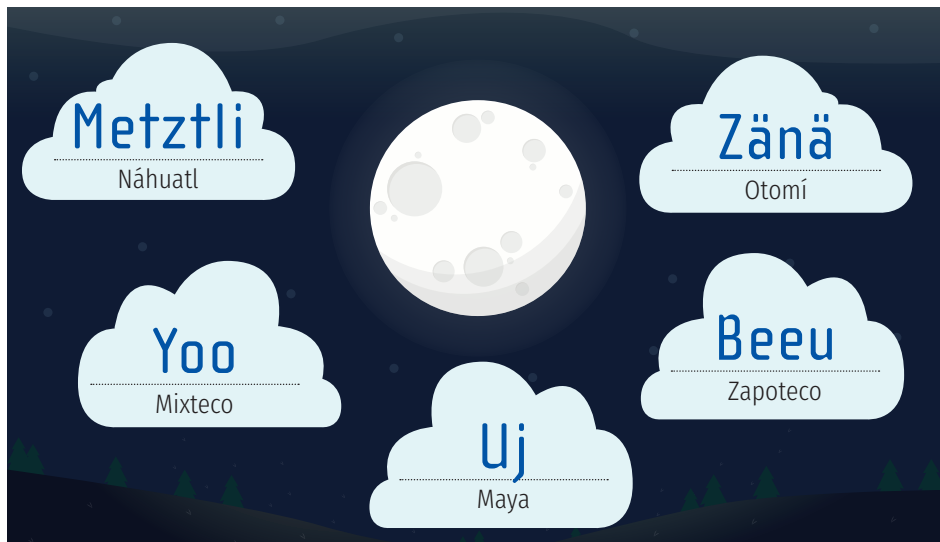 Metztli
Náhuatl
Zänä
Otomí
Yoo
Mixteco
Beeu
Zapoteco
Uj
Maya